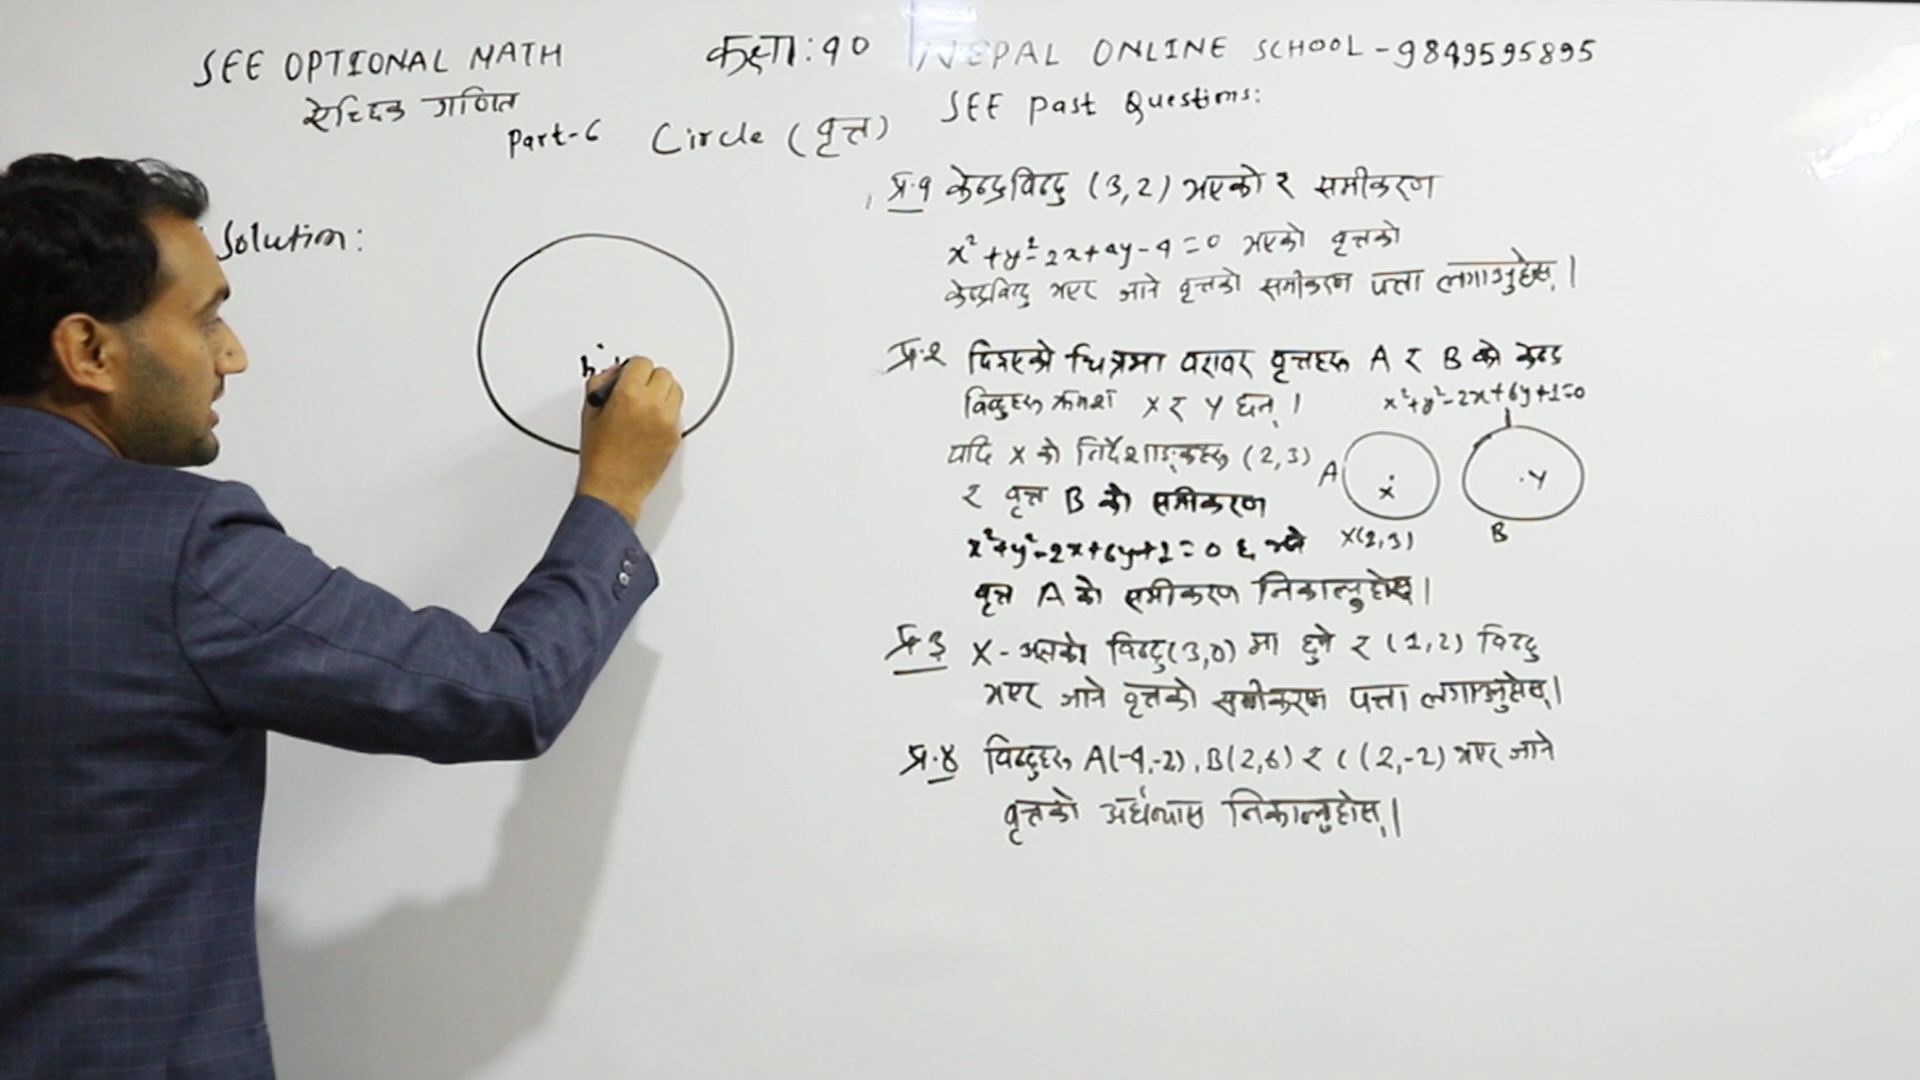 SEE OPTIONAL MATH कक्षा: १० NEPAL ONLINE SCHOOL - 9849595895
ऐच्छिक गणित SEE Past Questions:
Part-6 Circle (वृत्त)
Solution:
प्र.१ केन्द्रविन्दु (3,2) भएको र समीकरण
x²+y²-2x+4y-4=0 भएको वृत्तको
केन्द्रविन्दु भएर जाने वृत्तको समीकरण पत्ता लगाउनुहोस् ।
प्र.२ दिइएको चित्रमा बराबर वृत्तहरू A र B को केन्द्र
विन्दुहरू क्रमशः X र Y छन् ।
x²+y²-2x+6y+1=0
यदि X को निर्देशाङ्कहरू (2,3)
र वृत्त B को समीकरण
x²+y²-2x+6y+1=0 छ भने
वृत्त A को समीकरण निकाल्नुहोस् ।
A X X(2,3)
Y B
प्र.३ X-अक्षको विन्दु (3,0) मा छुने र (1,2) विन्दु
भएर जाने वृत्तको समीकरण पत्ता लगाउनुहोस् ।
प्र.४ विन्दुहरू A(-4,-2), B(2,6) र C(2,-2) भएर जाने
वृत्तको अर्धव्यास निकाल्नुहोस् ।